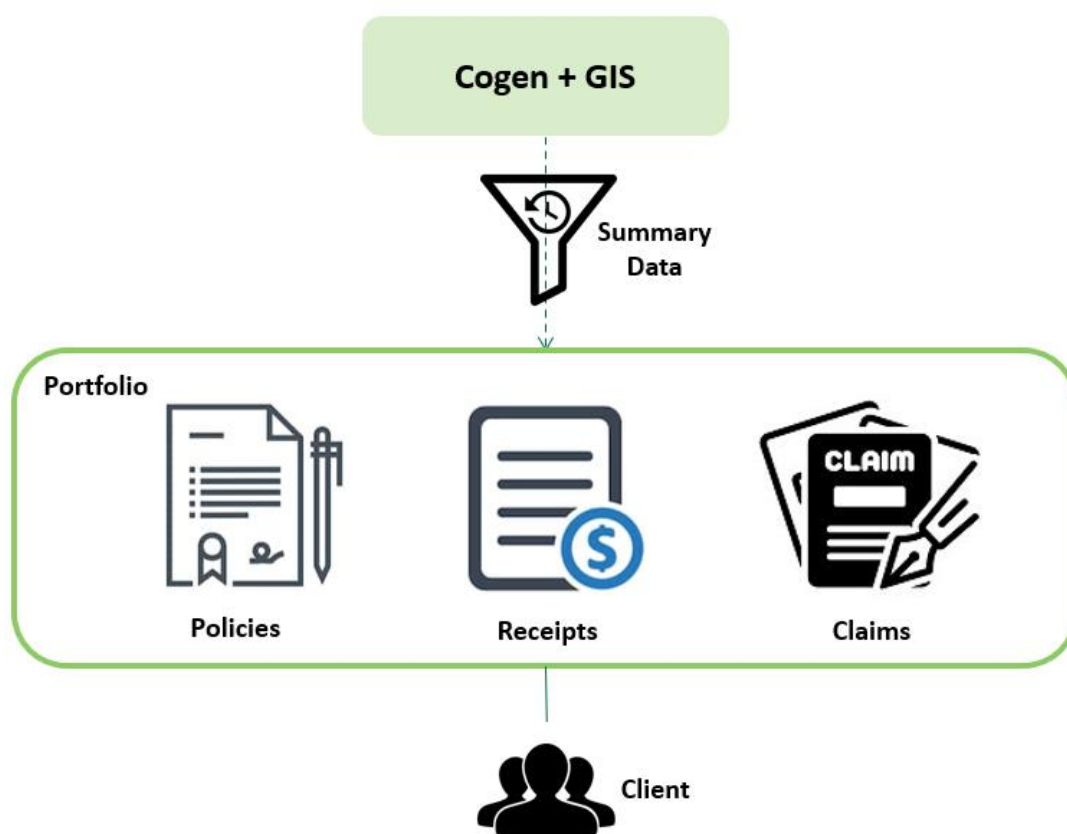 Cogen + GIS
Summary
Data
Portfolio
CLAIM
$
Policies
Receipts
Claims
Client